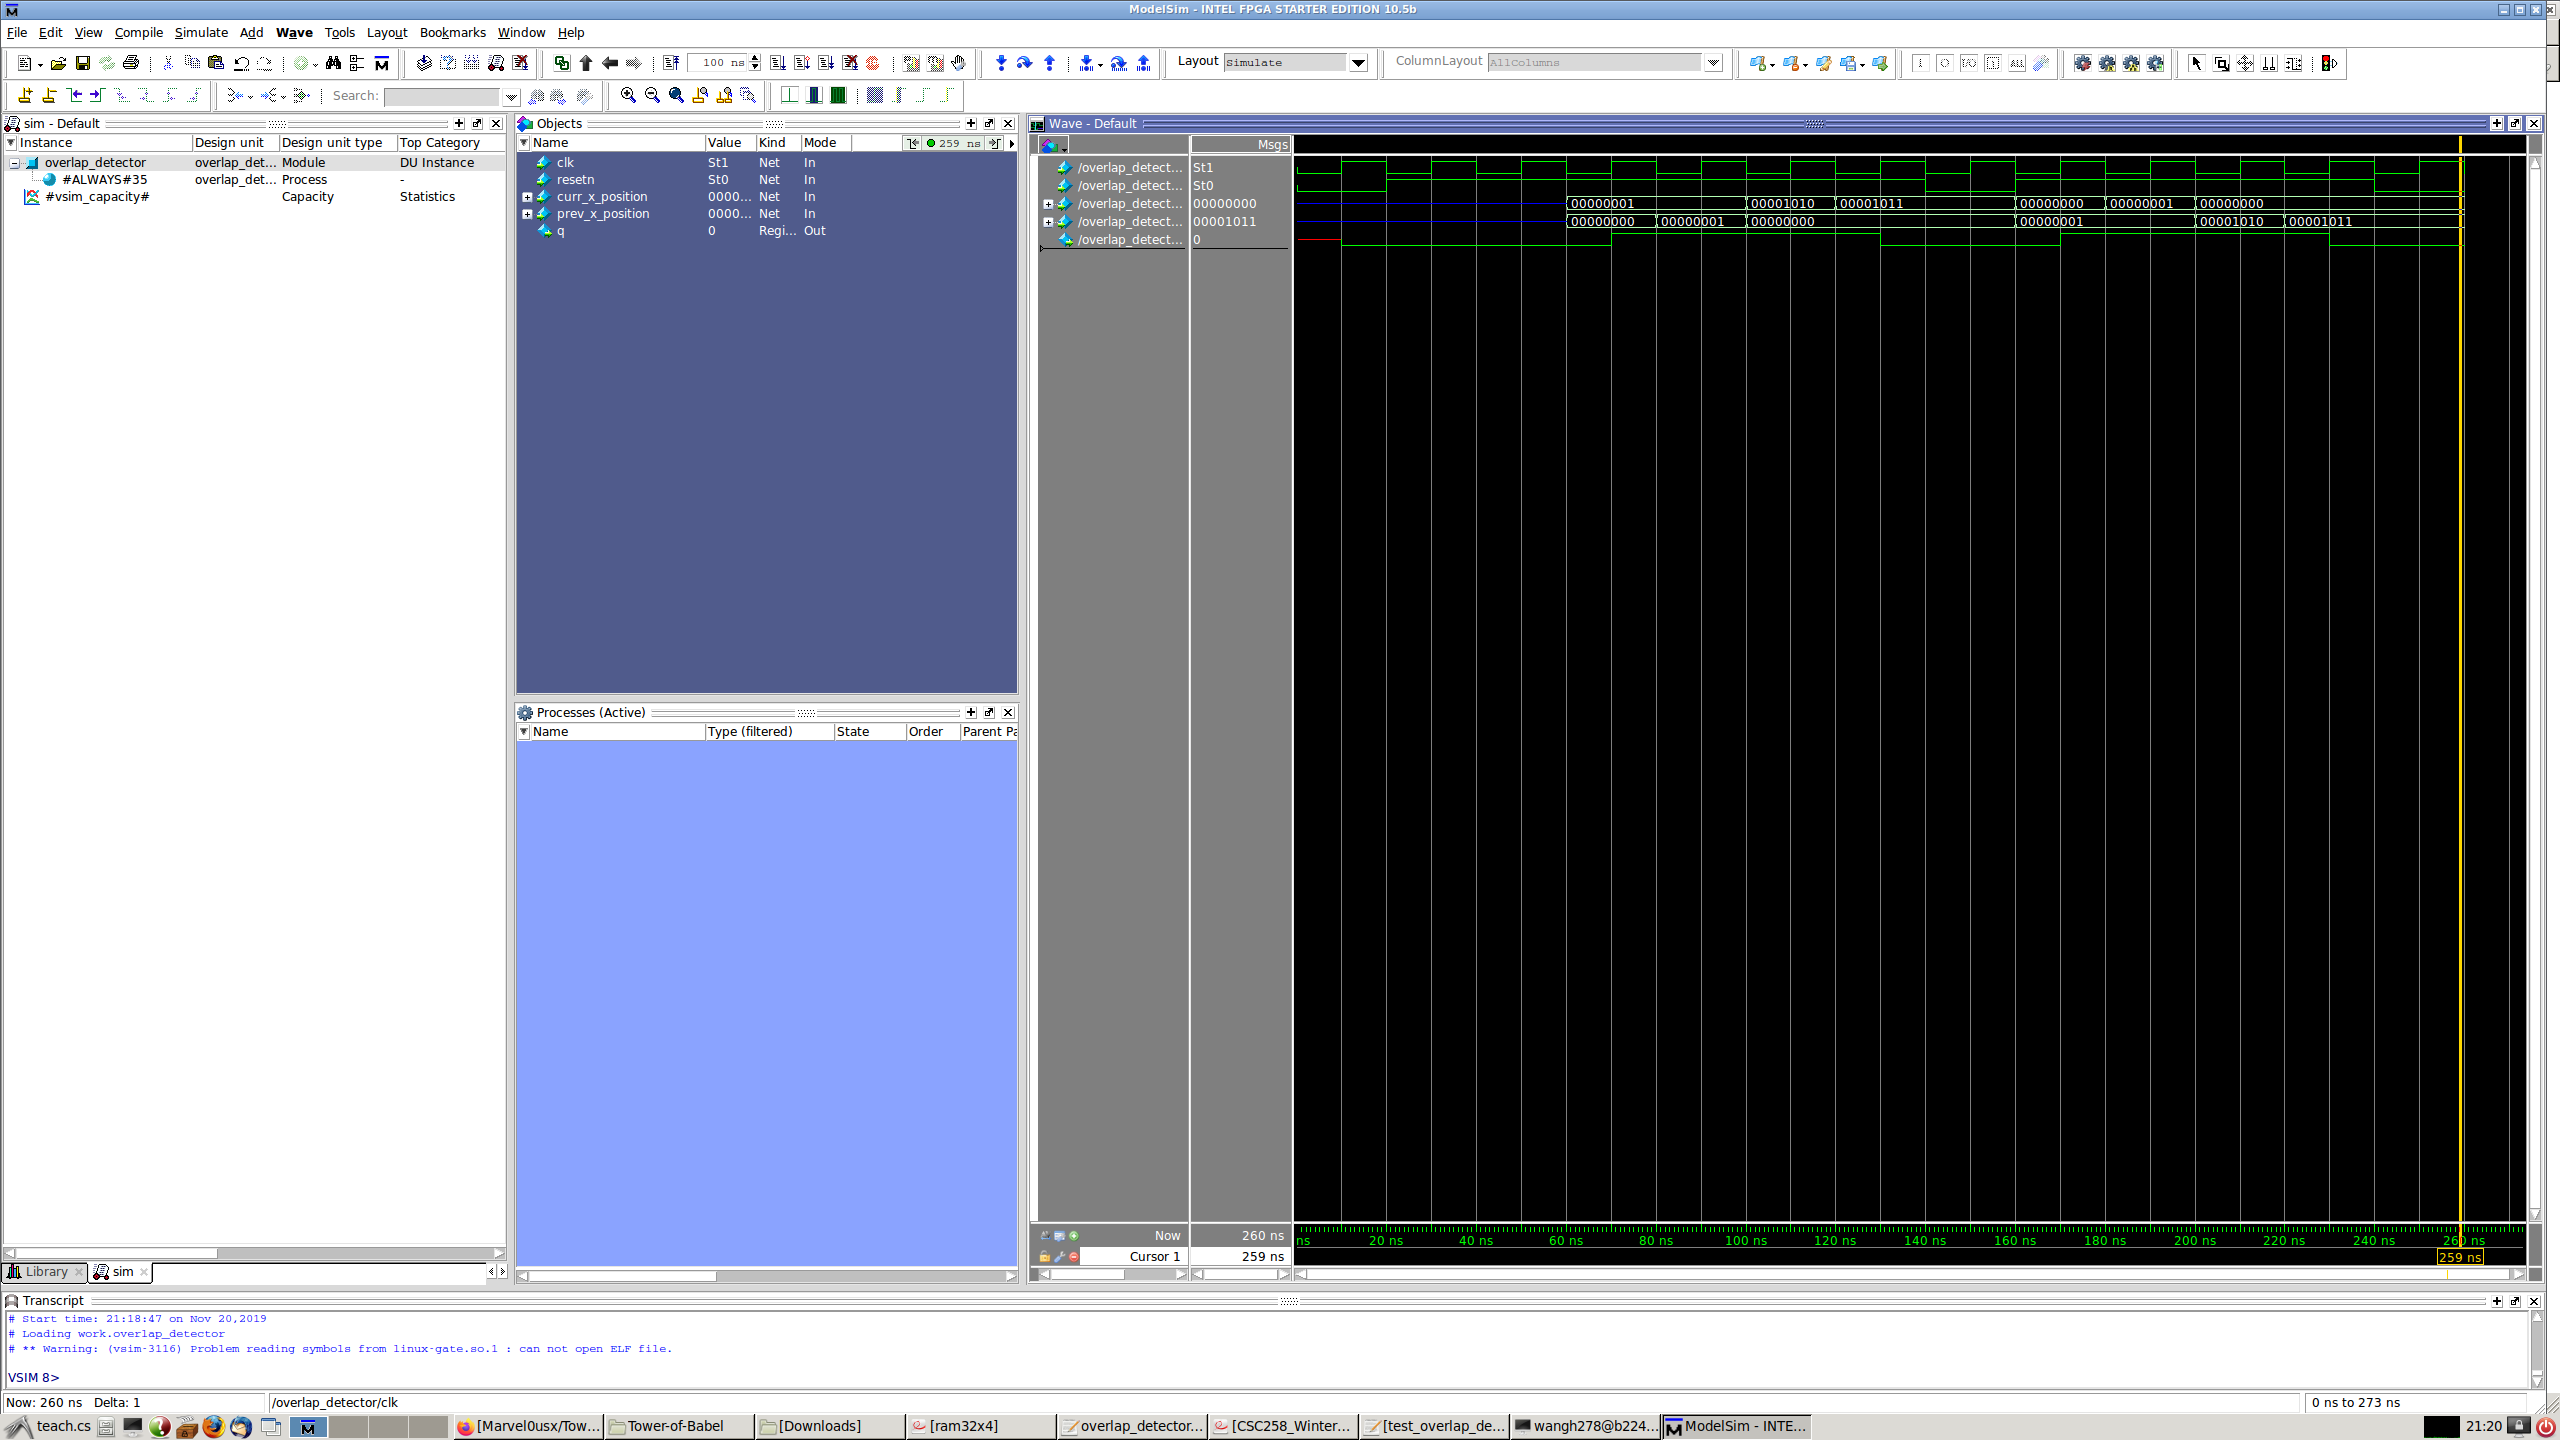 ModelSim - INTEL FPGA STARTER EDITION 10.5b
File Edit View Compile Simulate Add Wave Tools Layout Bookmarks Window Help
100 ns
Layout Simulate
ColumnLayout AllColumns
Search:
sim - Default
Instance Design unit Design unit type Top Category
overlap_detector overlap_det... Module DU Instance
#ALWAYS#35 overlap_det... Process -
#vsim_capacity# Capacity Statistics
Library sim
Objects
Name Value Kind Mode 259 ns
clk St1 Net In
resetn St0 Net In
curr_x_position 0000... Net In
prev_x_position 0000... Net In
q 0 Regi... Out
Processes (Active)
Name Type (filtered) State Order Parent Pa
Wave - Default
Msgs
/overlap_detect... St1
/overlap_detect... St0
/overlap_detect... 00000000 00000001 00001010 00001011 00000000 00000001 00000000
/overlap_detect... 00001011 00000000 00000001 00000000 00000001 00001010 00001011
/overlap_detect... 0
Now 260 ns ns 20 ns 40 ns 60 ns 80 ns 100 ns 120 ns 140 ns 160 ns 180 ns 200 ns 220 ns 240 ns 260 ns
Cursor 1 259 ns 259 ns
Transcript
# Start time: 21:18:47 on Nov 20,2019
# Loading work.overlap_detector
# ** Warning: (vsim-3116) Problem reading symbols from linux-gate.so.1 : can not open ELF file.
VSIM 8>
Now: 260 ns Delta: 1 /overlap_detector/clk 0 ns to 273 ns
teach.cs [Marvel0usx/Tow... Tower-of-Babel [Downloads] [ram32x4] overlap_detector... [CSC258_Winter... [test_overlap_de... wangh278@b224... ModelSim - INTE... 21:20